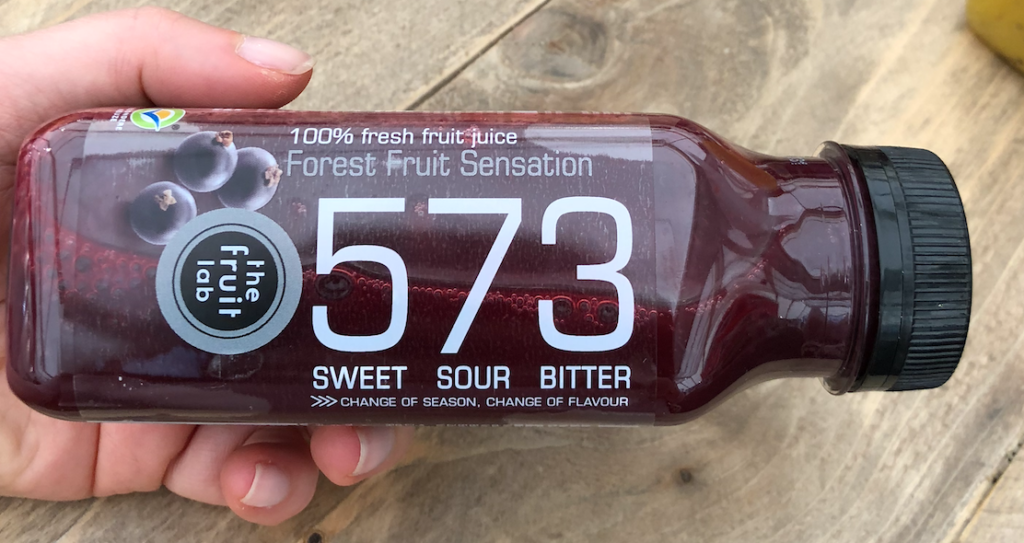 100% fresh fruit juice
Forest Fruit Sensation
573
SWEET SOUR BITTER
>>> CHANGE OF SEASON, CHANGE OF FLAVOUR
the
fruit
lab